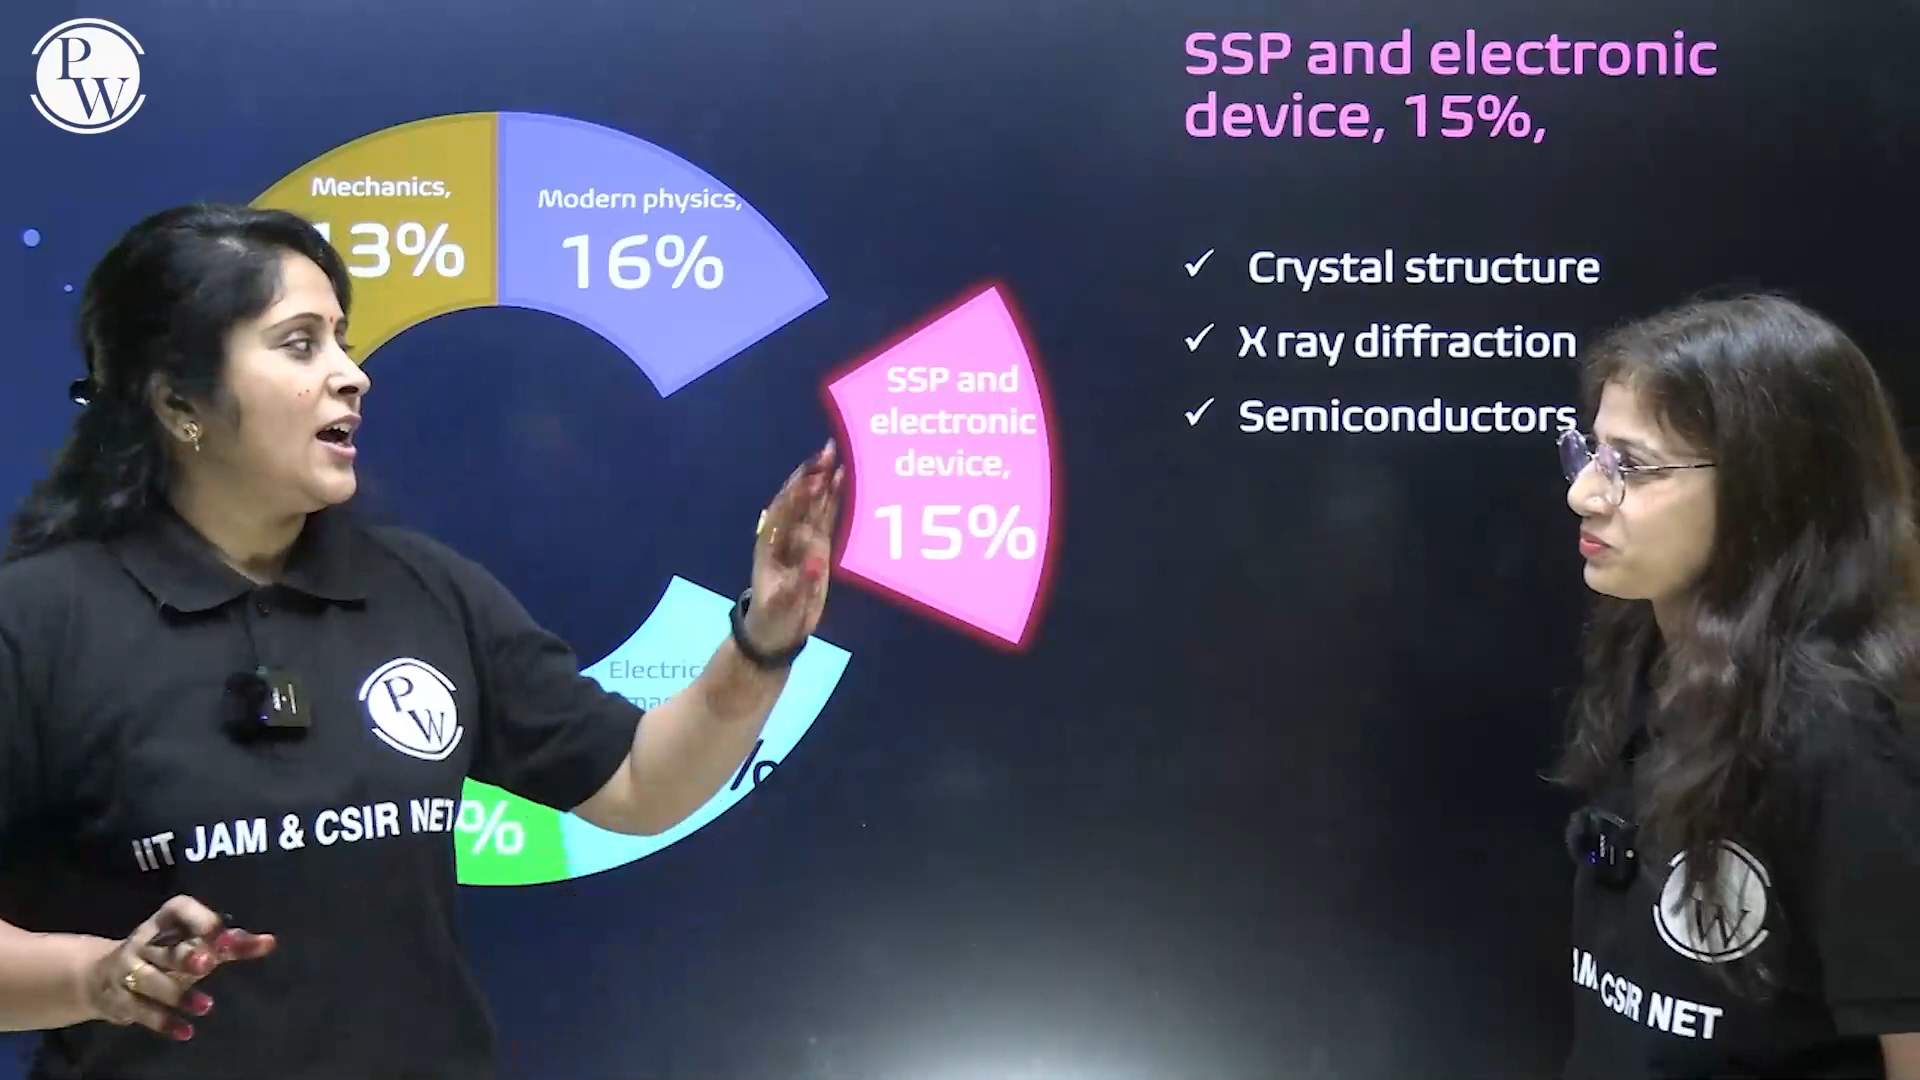 PW
SSP and electronic
device, 15%,
Mechanics,
13%
Modern physics,
16%
✓ Crystal structure
✓ X ray diffraction
✓ Semiconductors
SSP and
electronic
device,
15%
%
%
PW
IIT JAM & CSIR NET
W
CSIR NET